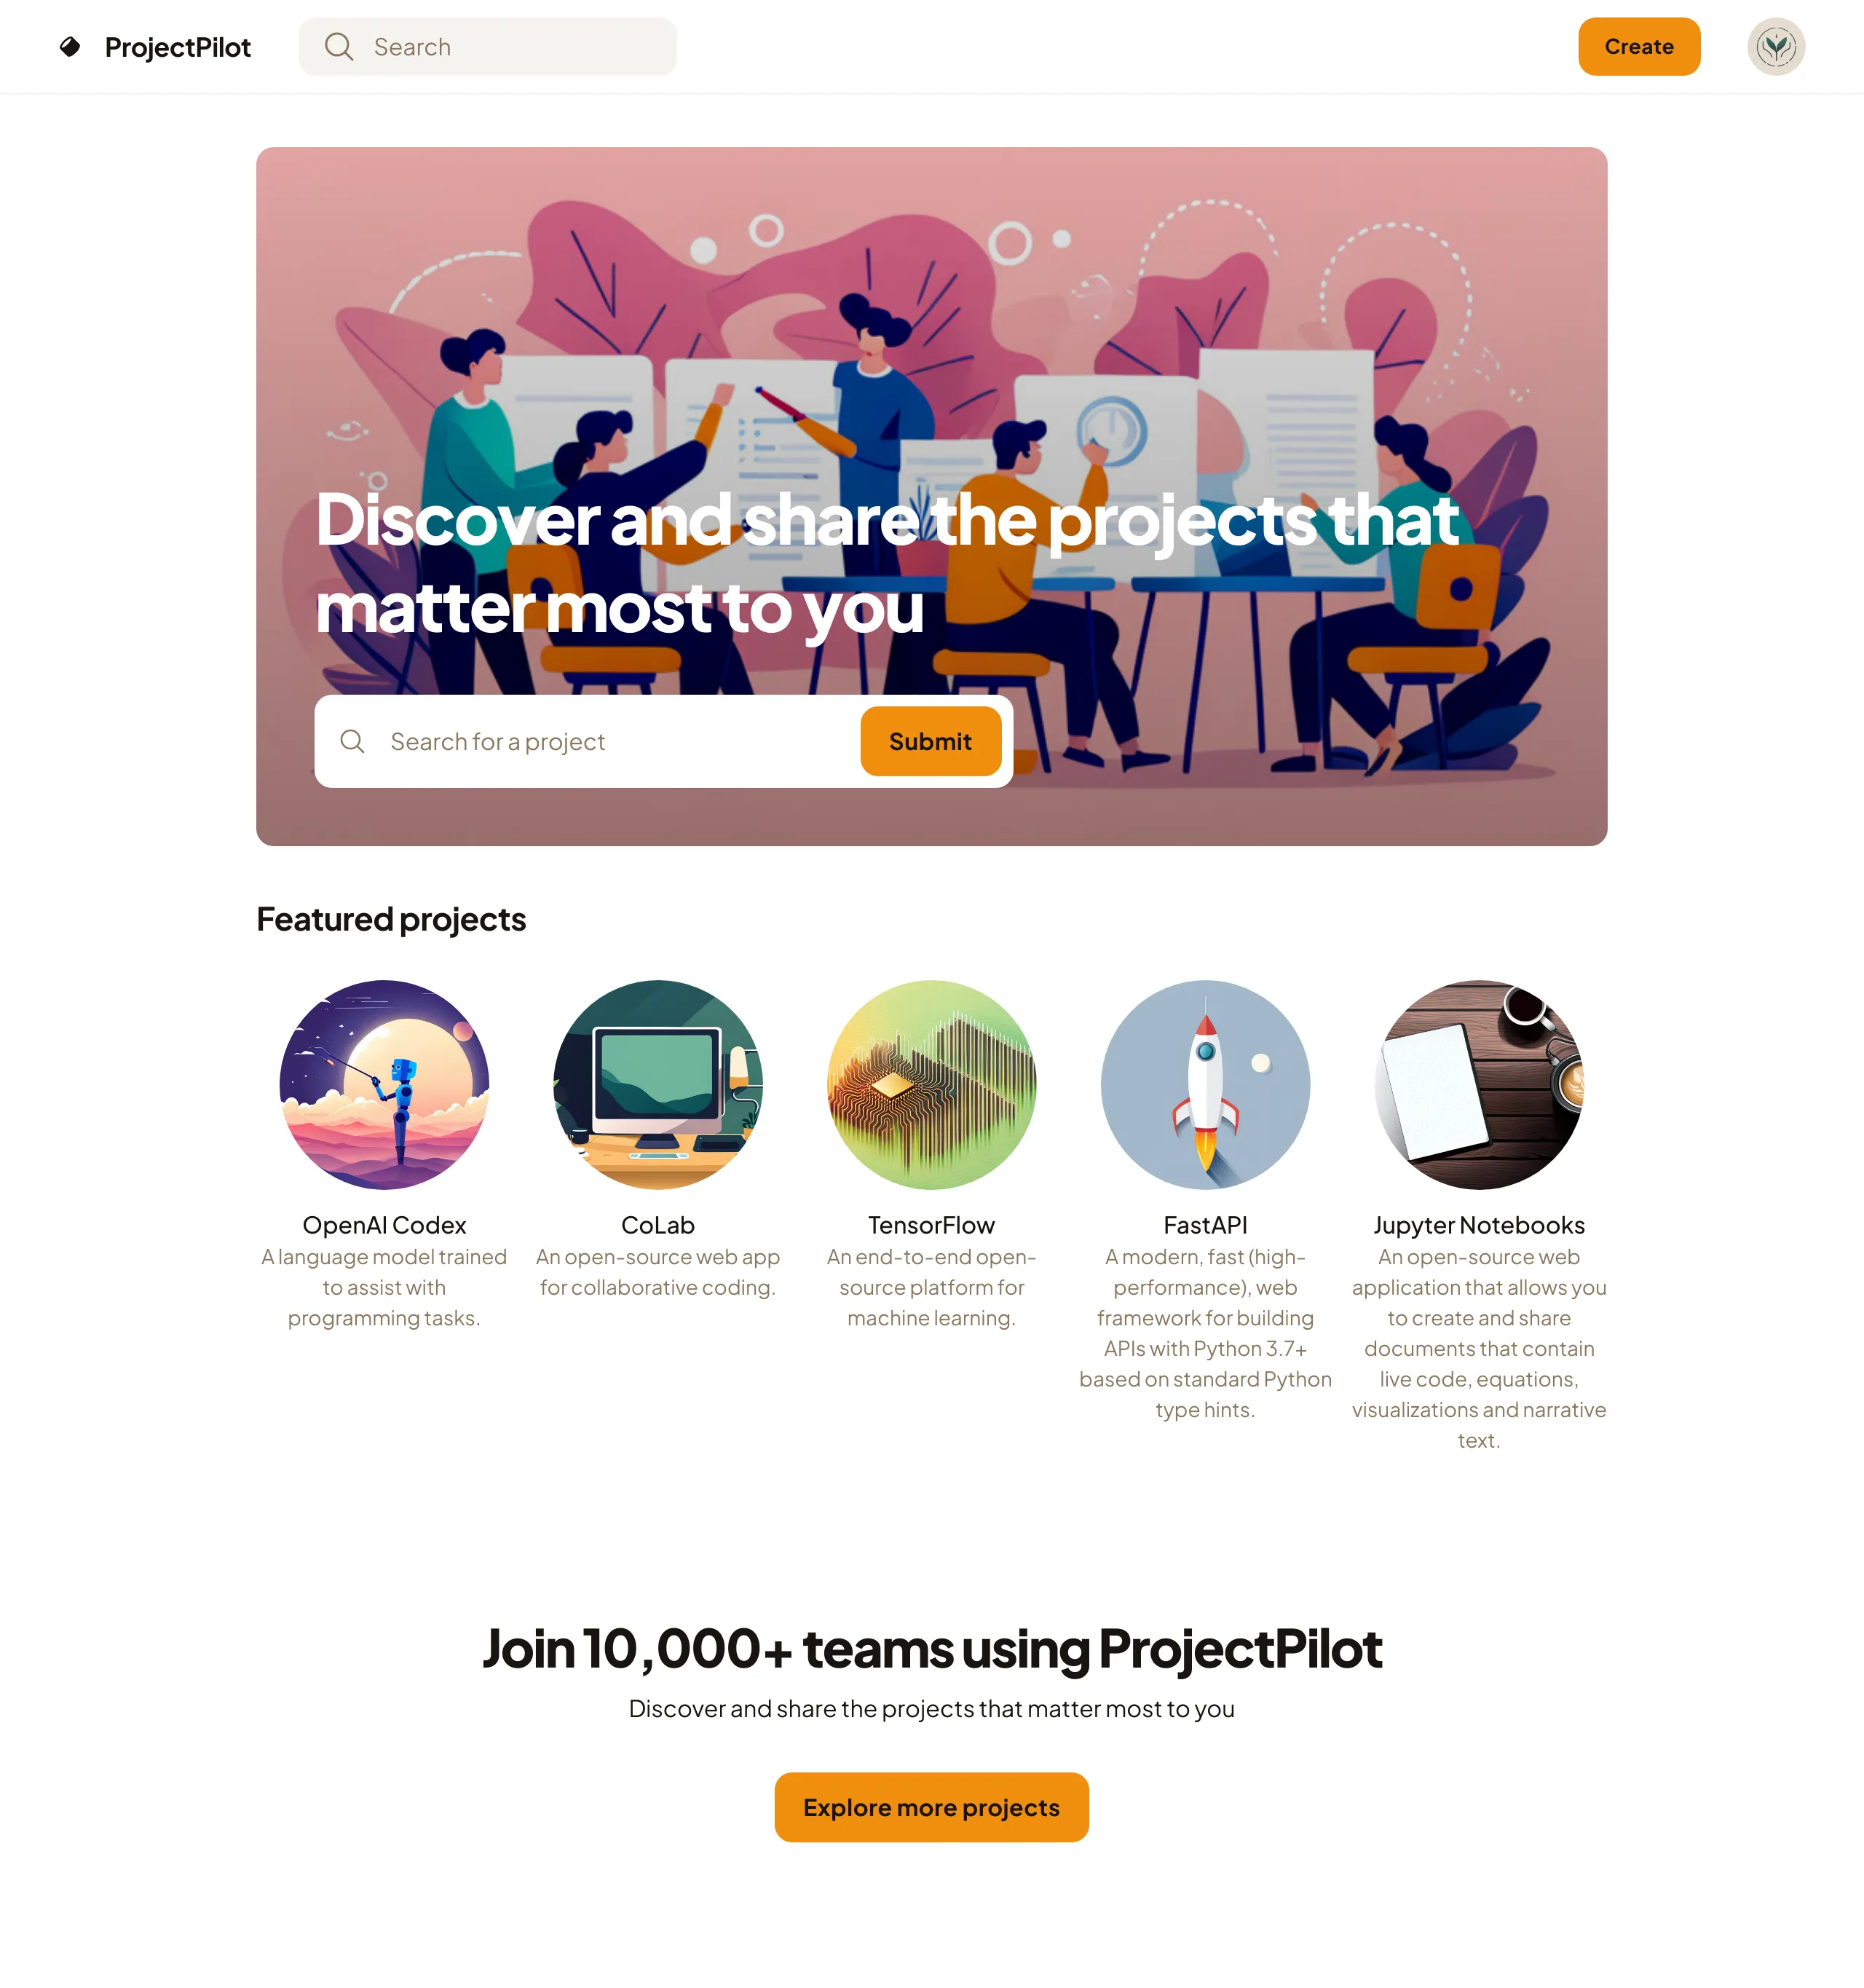 ProjectPilot
Search
Create
Discover and share the projects that
matter most to you
Search for a project
Submit
Featured projects
OpenAI Codex
A language model trained
to assist with
programming tasks.
CoLab
An open-source web app
for collaborative coding.
TensorFlow
An end-to-end open-
source platform for
machine learning.
FastAPI
A modern, fast (high-
performance), web
framework for building
APIs with Python 3.7+
based on standard Python
type hints.
Jupyter Notebooks
An open-source web
application that allows you
to create and share
documents that contain
live code, equations,
visualizations and narrative
text.
Join 10,000+ teams using ProjectPilot
Discover and share the projects that matter most to you
Explore more projects